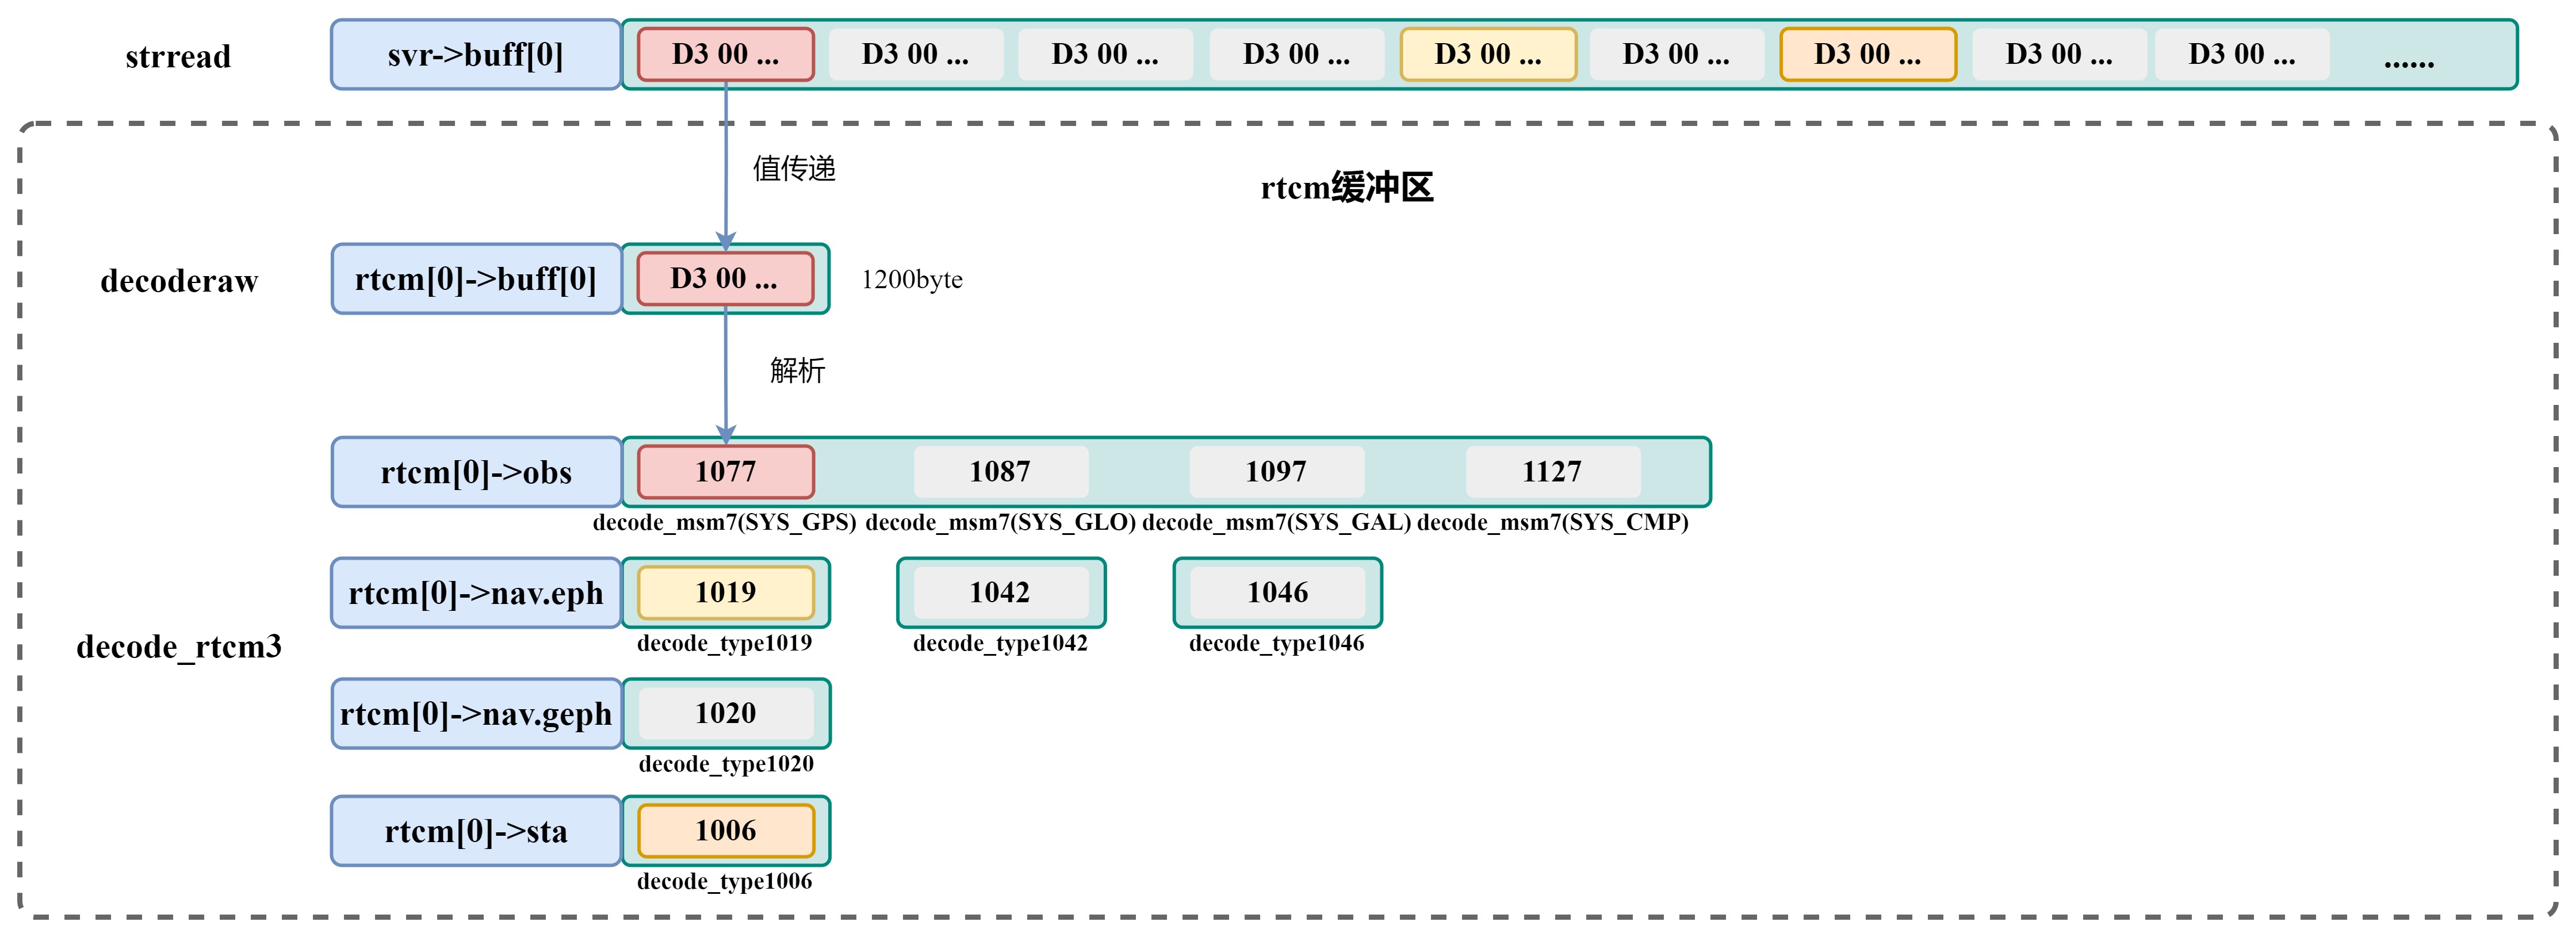 strread
svr->buff[0]
D3 00 ...
D3 00 ...
D3 00 ...
D3 00 ...
D3 00 ...
D3 00 ...
D3 00 ...
D3 00 ...
D3 00 ...
......
值传递
rtcm缓冲区
decoderaw
rtcm[0]->buff[0]
D3 00 ...
1200byte
解析
rtcm[0]->obs
1077
1087
1097
1127
decode_msm7(SYS_GPS)
decode_msm7(SYS_GLO)
decode_msm7(SYS_GAL)
decode_msm7(SYS_CMP)
decode_rtcm3
rtcm[0]->nav.eph
1019
1042
1046
decode_type1019
decode_type1042
decode_type1046
rtcm[0]->nav.geph
1020
decode_type1020
rtcm[0]->sta
1006
decode_type1006